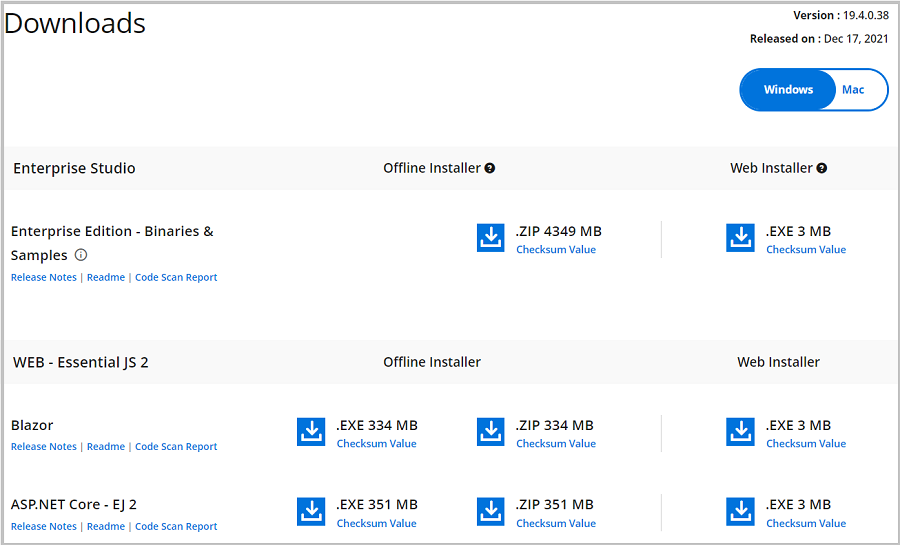 Downloads
Version : 19.4.0.38
Released on : Dec 17, 2021
Windows
Mac
Enterprise Studio
Offline Installer ?
Web Installer ?
Enterprise Edition - Binaries &
Samples i
Release Notes | Readme | Code Scan Report
.ZIP 4349 MB
Checksum Value
.EXE 3 MB
Checksum Value
WEB - Essential JS 2
Offline Installer
Web Installer
Blazor
Release Notes | Readme | Code Scan Report
.EXE 334 MB
Checksum Value
.ZIP 334 MB
Checksum Value
.EXE 3 MB
Checksum Value
ASP.NET Core - EJ 2
Release Notes | Readme | Code Scan Report
.EXE 351 MB
Checksum Value
.ZIP 351 MB
Checksum Value
.EXE 3 MB
Checksum Value